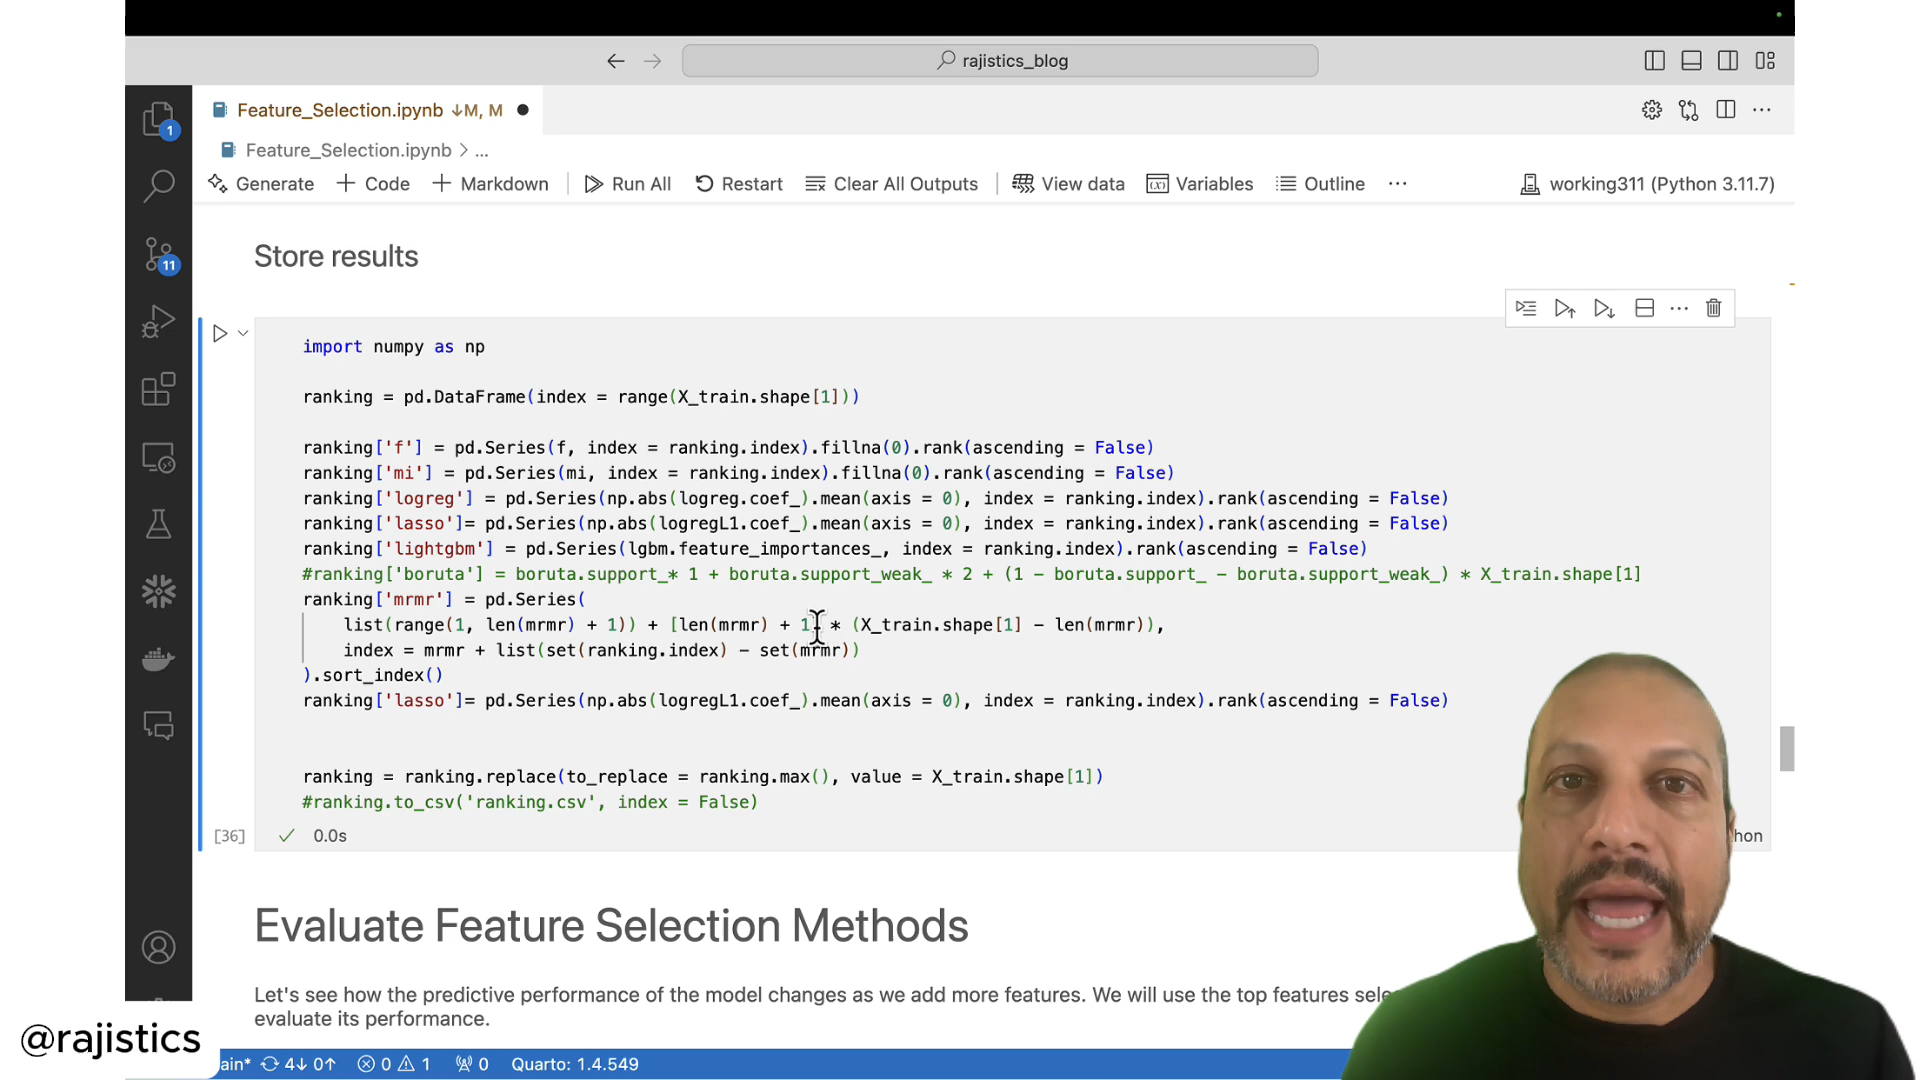 rajistics_blog
Feature_Selection.ipynb ↓M, M ●
Feature_Selection.ipynb > ...
Generate + Code + Markdown Run All Restart Clear All Outputs View data Variables Outline ... working311 (Python 3.11.7)
1
11
Store results
import numpy as np
ranking = pd.DataFrame(index = range(X_train.shape[1]))
ranking['f'] = pd.Series(f, index = ranking.index).fillna(0).rank(ascending = False)
ranking['mi'] = pd.Series(mi, index = ranking.index).fillna(0).rank(ascending = False)
ranking['logreg'] = pd.Series(np.abs(logreg.coef_).mean(axis = 0), index = ranking.index).rank(ascending = False)
ranking['lasso']= pd.Series(np.abs(logregL1.coef_).mean(axis = 0), index = ranking.index).rank(ascending = False)
ranking['lightgbm'] = pd.Series(lgbm.feature_importances_, index = ranking.index).rank(ascending = False)
#ranking['boruta'] = boruta.support_* 1 + boruta.support_weak_ * 2 + (1 - boruta.support_ - boruta.support_weak_) * X_train.shape[1]
ranking['mrmr'] = pd.Series(
list(range(1, len(mrmr) + 1)) + [len(mrmr) + 1] * (X_train.shape[1] - len(mrmr)),
index = mrmr + list(set(ranking.index) - set(mrmr))
).sort_index()
ranking['lasso']= pd.Series(np.abs(logregL1.coef_).mean(axis = 0), index = ranking.index).rank(ascending = False)
ranking = ranking.replace(to_replace = ranking.max(), value = X_train.shape[1])
#ranking.to_csv('ranking.csv', index = False)
[36] ✓ 0.0s hon
Evaluate Feature Selection Methods
Let's see how the predictive performance of the model changes as we add more features. We will use the top features sele
evaluate its performance.
@rajistics
ain* 4↓ 0↑ 0 1 0 Quarto: 1.4.549